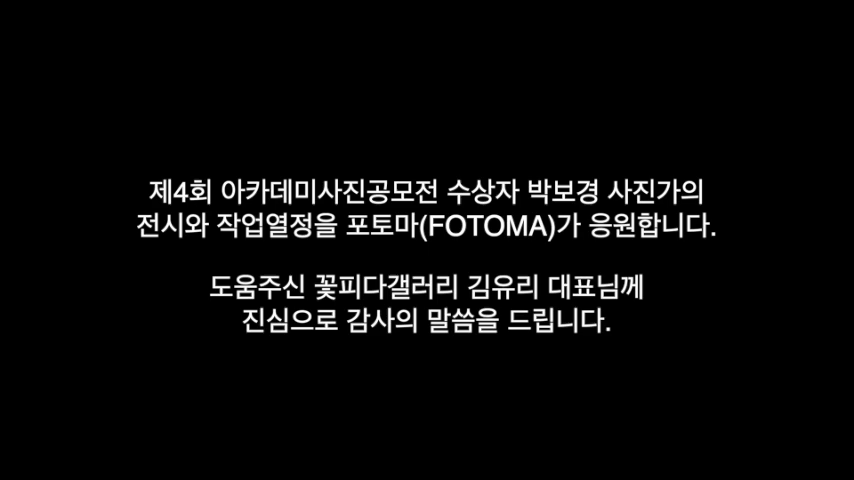 제4회 아카데미사진공모전 수상자 박보경 사진가의
전시와 작업열정을 포토마(FOTOMA)가 응원합니다.
도움주신 꽃피다갤러리 김유리 대표님께
진심으로 감사의 말씀을 드립니다.